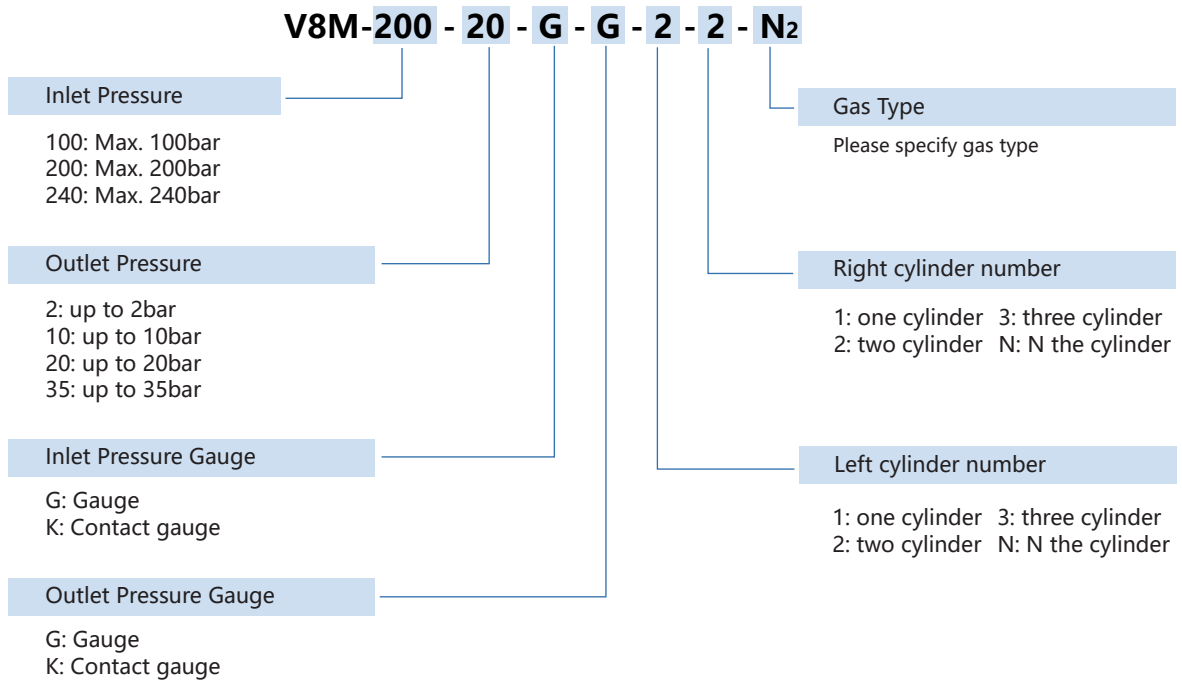 V8M-200 - 20 - G - G - 2 - 2 - N₂
Inlet Pressure
100: Max. 100bar
200: Max. 200bar
240: Max. 240bar
Outlet Pressure
2: up to 2bar
10: up to 10bar
20: up to 20bar
35: up to 35bar
Inlet Pressure Gauge
G: Gauge
K: Contact gauge
Outlet Pressure Gauge
G: Gauge
K: Contact gauge
Gas Type
Please specify gas type
Right cylinder number
1: one cylinder 3: three cylinder
2: two cylinder N: N the cylinder
Left cylinder number
1: one cylinder 3: three cylinder
2: two cylinder N: N the cylinder